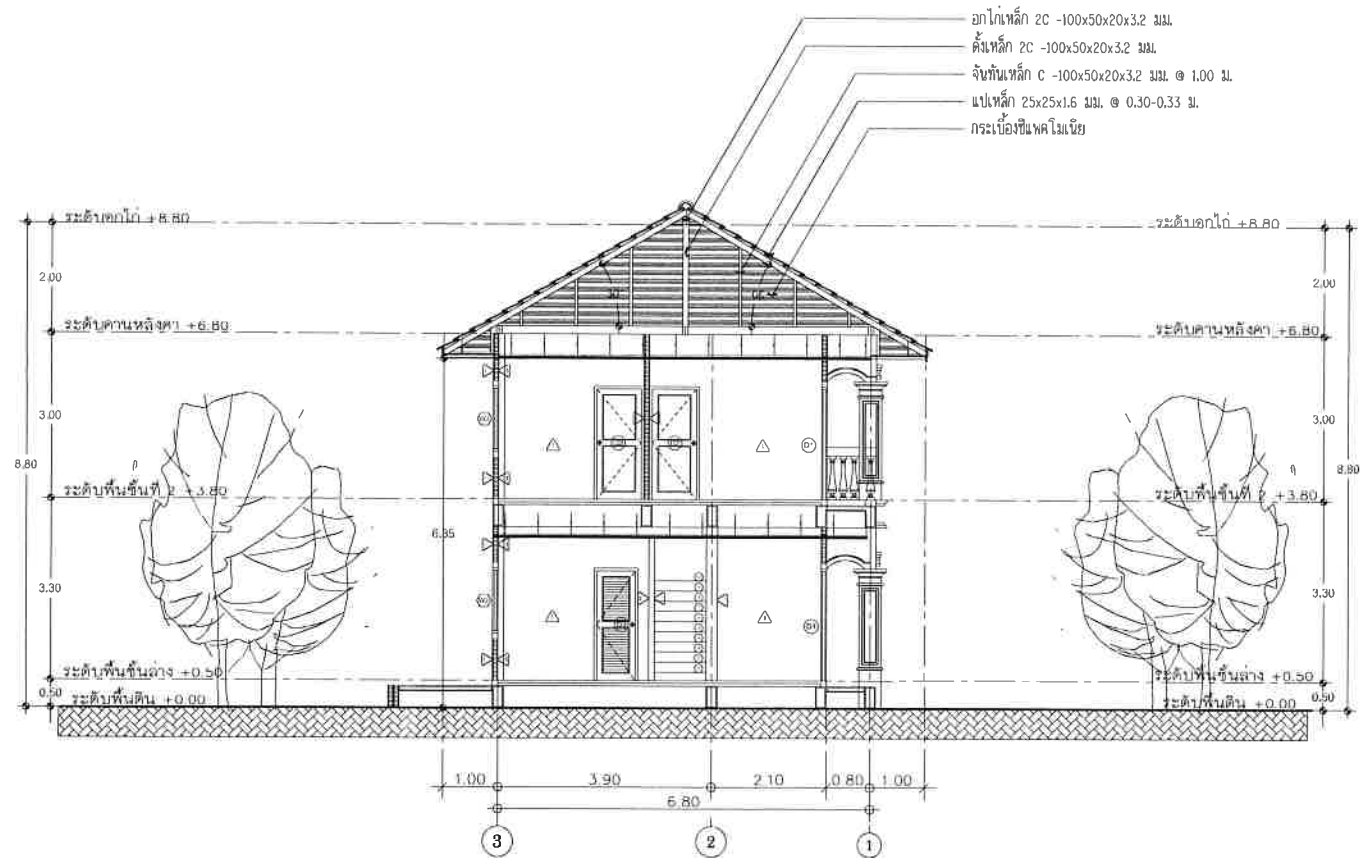 อกไก่เหล็ก 2C -100x50x20x3.2 มม.
ดั้งเหล็ก 2C -100x50x20x3.2 มม.
จันทันเหล็ก C -100x50x20x3.2 มม. @ 1.00 ม.
แปเหล็ก 25x25x1.6 มม. @ 0.30-0.33 ม.
กระเบื้องซีแพคโมเนีย
ระดับอกไก่ +8.80
ระดับอกไก่ +8.80
2.00
2.00
30
30
ระดับคานหลังคา +6.80
ระดับคานหลังคา +6.80
3.00
3.00
8.80
8.80
ระดับพื้นชั้นที่ 2 +3.80
ระดับพื้นชั้นที่ 2 +3.80
6.35
3.30
3.30
ระดับพื้นชั้นล่าง +0.50
ระดับพื้นชั้นล่าง +0.50
0.50
0.50
ระดับพื้นดิน +0.00
ระดับพื้นดิน +0.00
1.00
3.90
2.10
0.80
1.00
6.80
3
2
1